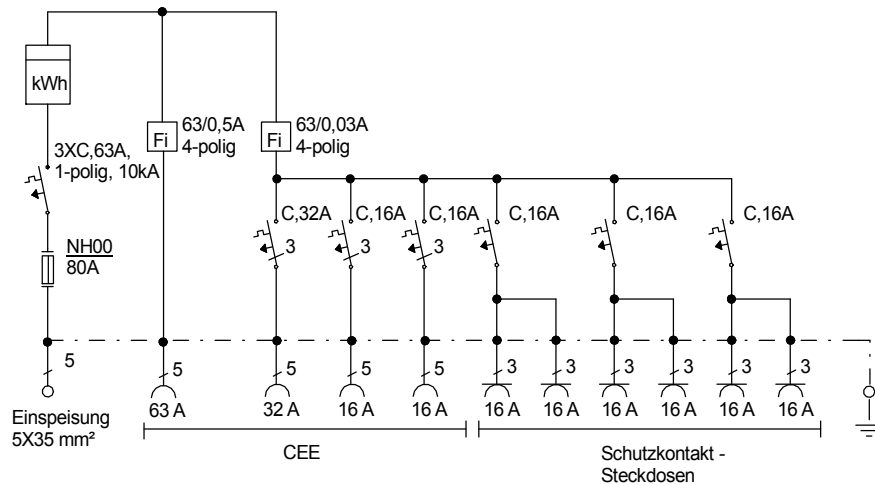 kWh
Fi
63/0,5A
4-polig
Fi
63/0,03A
4-polig
3XC,63A,
1-polig, 10kA
NH00
80A
C,32A
C,16A
C,16A
C,16A
C,16A
C,16A
3
3
3
5
5
5
5
5
3
3
3
3
3
3
63 A
32 A
16 A
16 A
16 A
16 A
16 A
16 A
16 A
16 A
Einspeisung
5X35 mm²
CEE
Schutzkontakt -
Steckdosen